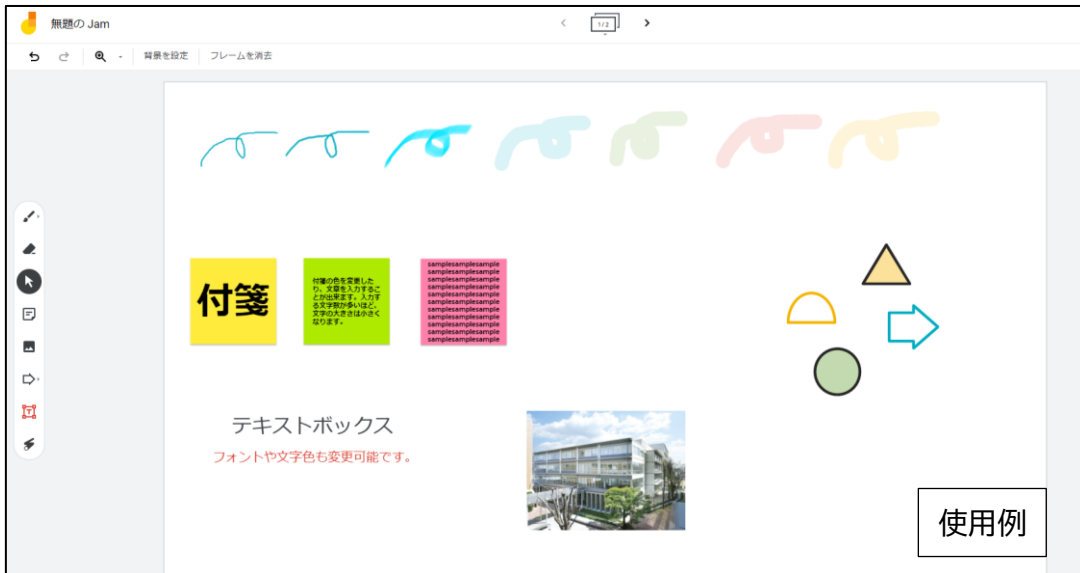 無題の Jam
1/2
背景を設定 フレームを消去
付箋
付箋の色を変更した
り、文章を入力するこ
とが出来ます。入力す
る文字数が多いほど、
文字の大きさは小さく
なります。
samplesamplesample
samplesamplesample
samplesamplesample
samplesamplesample
samplesamplesample
samplesamplesample
samplesamplesample
samplesamplesample
samplesamplesample
samplesamplesample
samplesamplesample
テキストボックス
フォントや文字色も変更可能です。
T
使用例